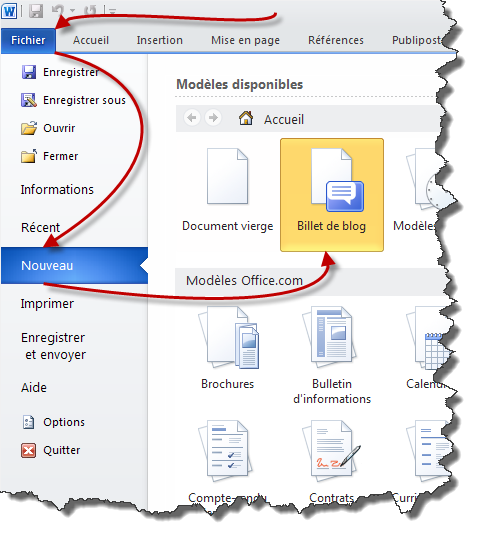 Fichier Accueil Insertion Mise en page Références Publipost
Enregistrer
Enregistrer sous
Ouvrir
Fermer
Informations
Récent
Nouveau
Imprimer
Enregistrer
et envoyer
Aide
Options
Quitter
Modèles disponibles
Accueil
Document vierge Billet de blog Modèles
Modèles Office.com
Brochures Bulletin
d'informations Calend
Compte-rendu Contrats Curri